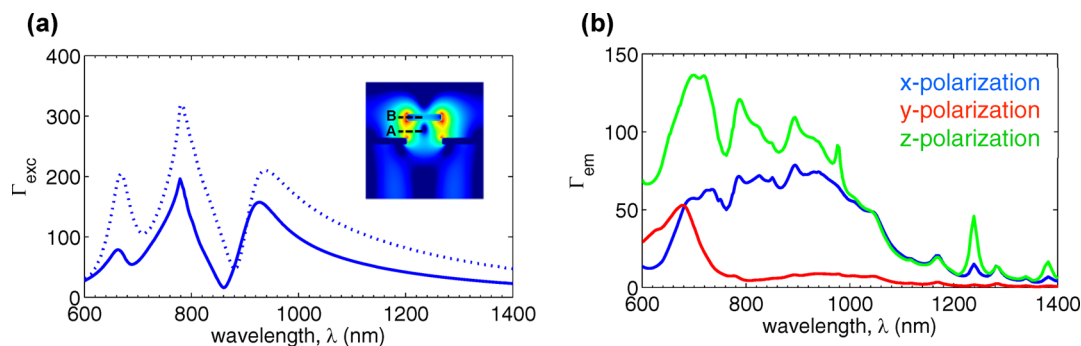 (a)
400
300
200
100
0
Γexc
B
A
600 800 1000 1200 1400
wavelength, λ (nm)
(b)
150
100
50
0
Γem
x-polarization
y-polarization
z-polarization
600 800 1000 1200 1400
wavelength, λ (nm)